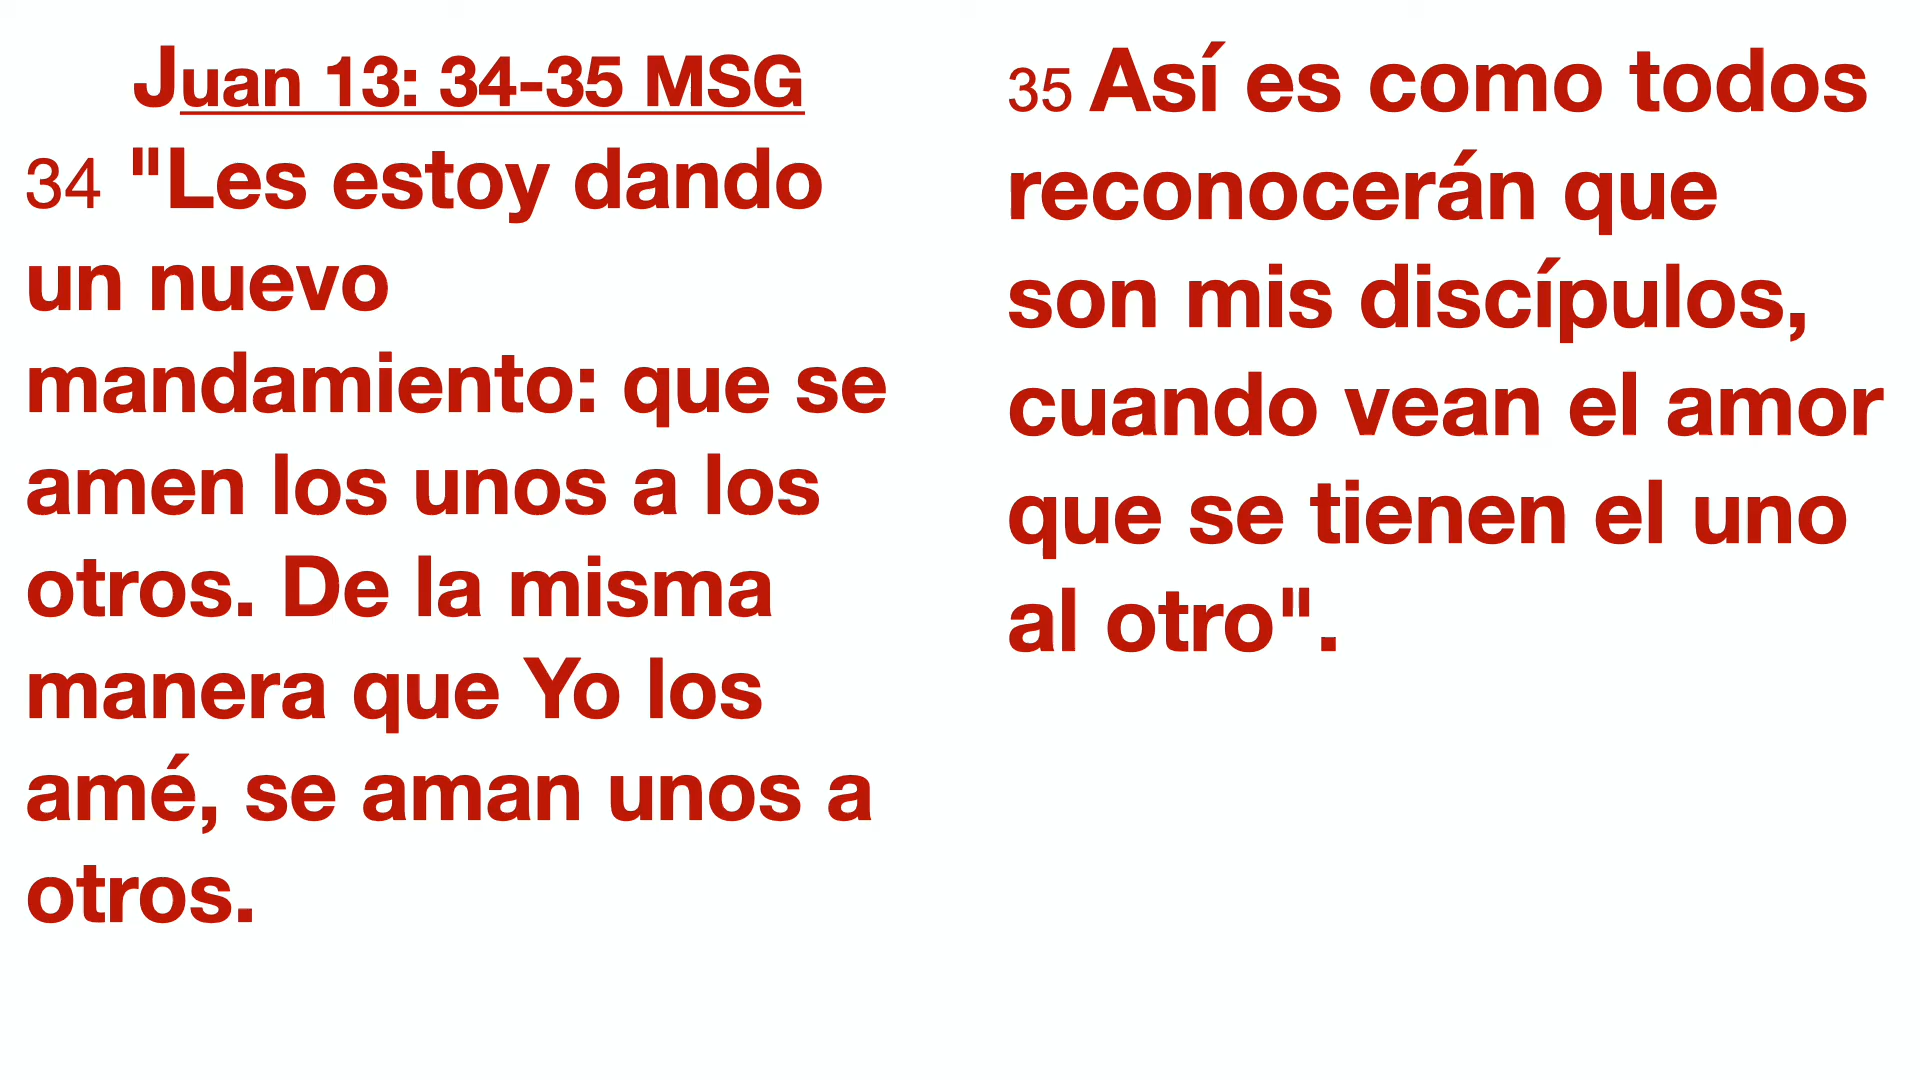 Juan 13: 34-35 MSG
34 "Les estoy dando
un nuevo
mandamiento: que se
amen los unos a los
otros. De la misma
manera que Yo los
amé, se aman unos a
otros.
35 Así es como todos
reconocerán que
son mis discípulos,
cuando vean el amor
que se tienen el uno
al otro".